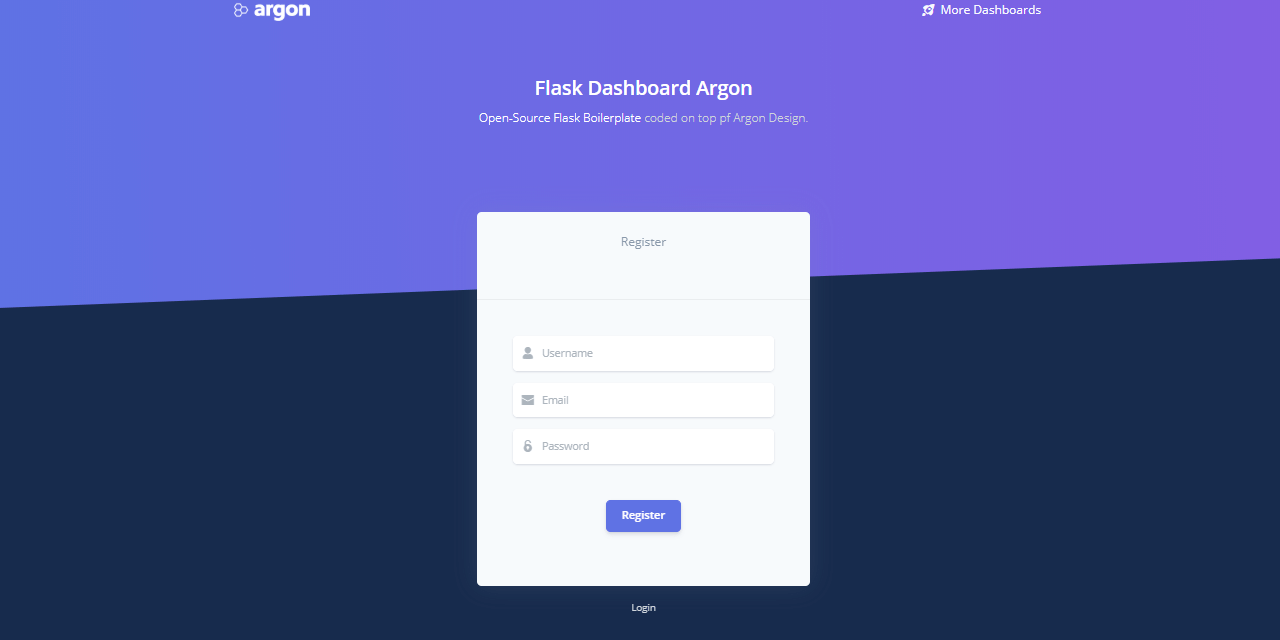 argon
More Dashboards
Flask Dashboard Argon
Open-Source Flask Boilerplate coded on top pf Argon Design.
Register
Username
Email
Password
Register
Login